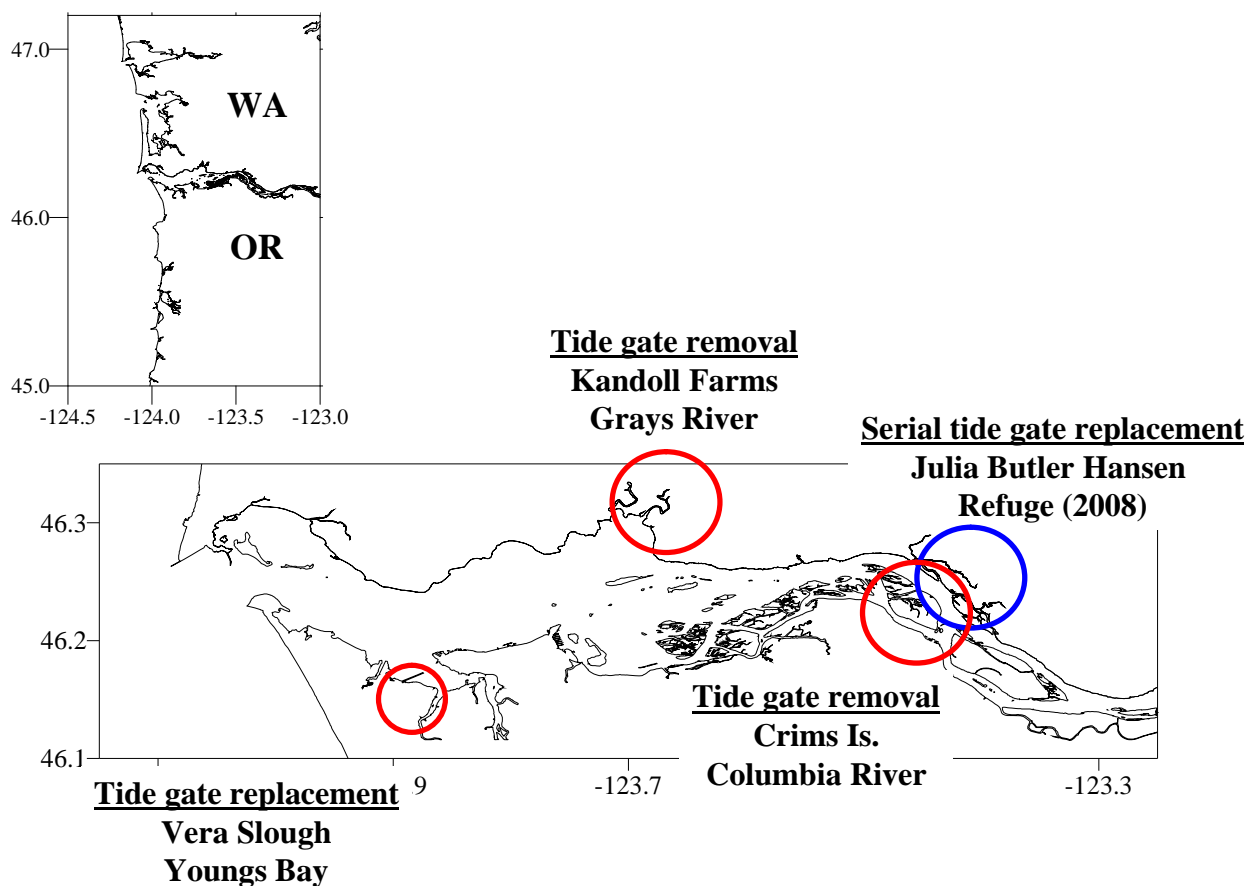 47.0
WA
46.0
OR
45.0
-124.5 -124.0 -123.5 -123.0
Tide gate removal
Kandoll Farms
Grays River
Serial tide gate replacement
Julia Butler Hansen
Refuge (2008)
46.3
46.2
Tide gate removal
Crims Is.
Columbia River
46.1
9 -123.7 -123.3
Tide gate replacement
Vera Slough
Youngs Bay